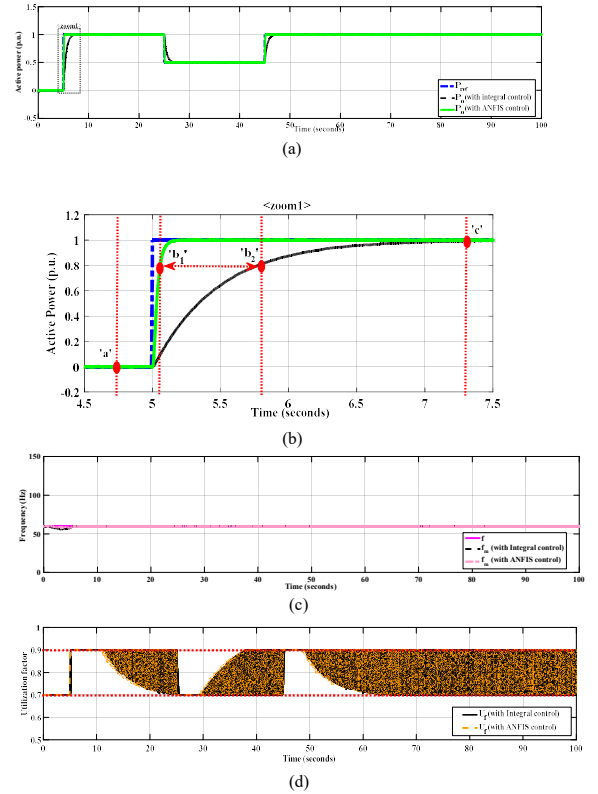 zoom1
1.5
1
0.5
0
-0.5
Active power (p.u.)
0 10 20 30 40 50 60 70 80 90 100
Time (seconds)
P_ref
P_o (with integral control)
P_o (with ANFIS control)
(a)
<zoom1>
1.2
1
0.8
0.6
0.4
0.2
0
-0.2
Active Power (p.u.)
'a'
'b1'
'b2'
'c'
4.5 5 5.5 6 6.5 7 7.5
Time (seconds)
(b)
150
100
50
0
Frequency (Hz)
0 10 20 30 40 50 60 70 80 90 100
Time (seconds)
f
f_m (with Integral control)
f_m (with ANFIS control)
(c)
1
0.9
0.8
0.7
0.6
0.5
Utilization factor
0 10 20 30 40 50 60 70 80 90 100
Time (seconds)
U_f (with Integral control)
U_f (with ANFIS control)
(d)